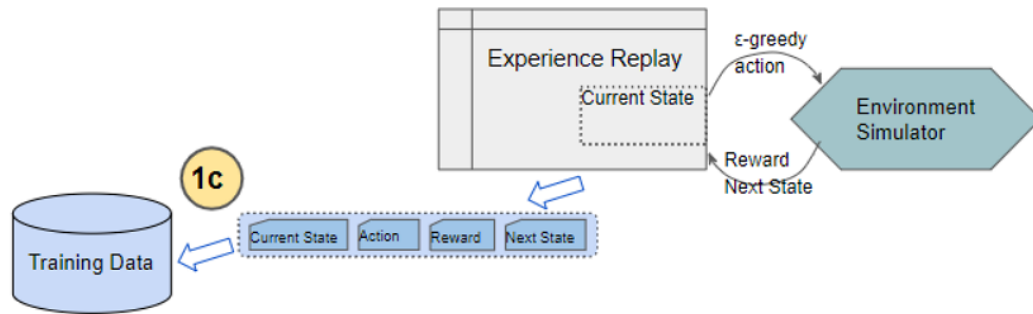 Experience Replay
Current State
ε-greedy
action
Environment
Simulator
Reward
Next State
1c
Current State
Action
Reward
Next State
Training Data